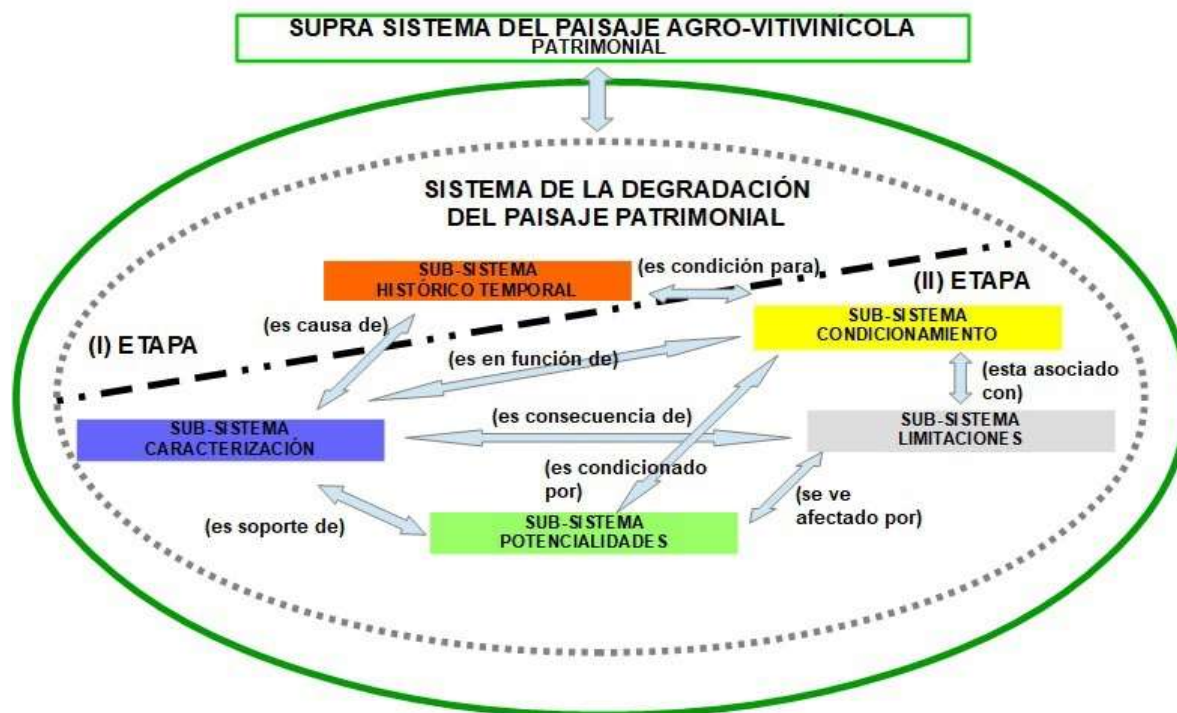 SUPRA SISTEMA DEL PAISAJE AGRO-VITIVINÍCOLA
PATRIMONIAL
SISTEMA DE LA DEGRADACIÓN
DEL PAISAJE PATRIMONIAL
SUB-SISTEMA
HISTÓRICO TEMPORAL
(es condición para)
(II) ETAPA
SUB-SISTEMA
CONDICIONAMIENTO
(es causa de)
(I) ETAPA
(es en función de)
(esta asociado
con)
(es consecuencia de)
SUB-SISTEMA
CARACTERIZACIÓN
SUB-SISTEMA
LIMITACIONES
(es condicionado
por)
(se ve
afectado por)
(es soporte de)
SUB-SISTEMA
POTENCIALIDADES